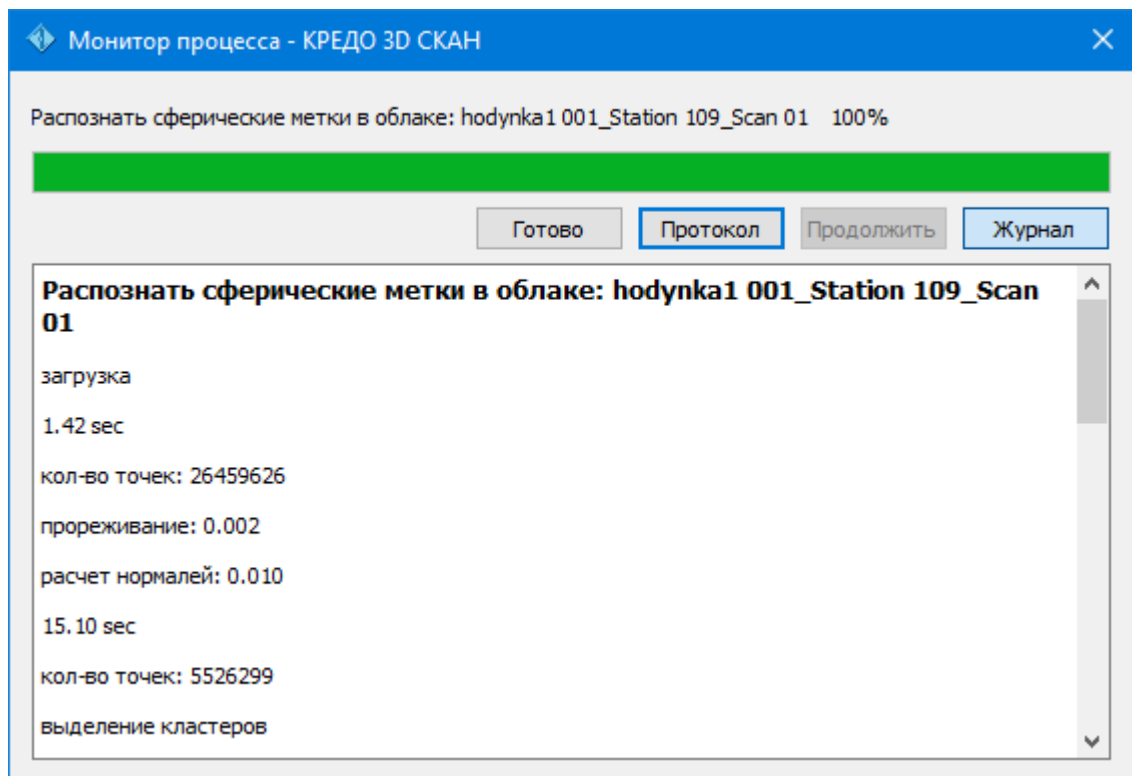 Монитор процесса - КРЕДО 3D СКАН
Распознать сферические метки в облаке: hodynka1 001_Station 109_Scan 01 100%
Готово Протокол Продолжить Журнал
Распознать сферические метки в облаке: hodynka1 001_Station 109_Scan
01
загрузка
1.42 sec
кол-во точек: 26459626
прореживание: 0.002
расчет нормалей: 0.010
15.10 sec
кол-во точек: 5526299
выделение кластеров